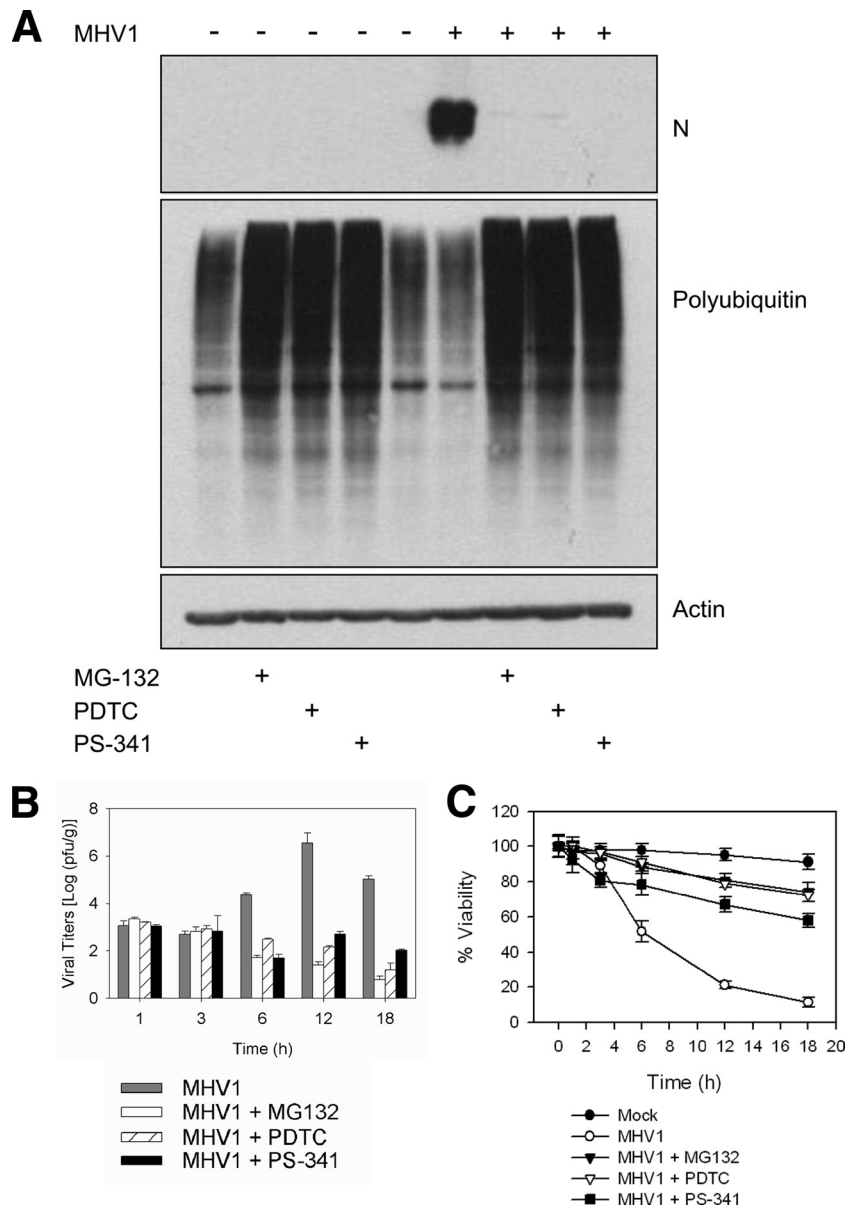 A
MHV1 - - - - - + + + +
N
Polyubiquitin
Actin
MG-132 + +
PDTC + +
PS-341 + +
B
Viral Titers [Log (pfu/g)]
8
6
4
2
0
1 3 6 12 18
Time (h)
MHV1
MHV1 + MG132
MHV1 + PDTC
MHV1 + PS-341
C
% Viability
120
100
80
60
40
20
0
0 2 4 6 8 10 12 14 16 18 20
Time (h)
Mock
MHV1
MHV1 + MG132
MHV1 + PDTC
MHV1 + PS-341